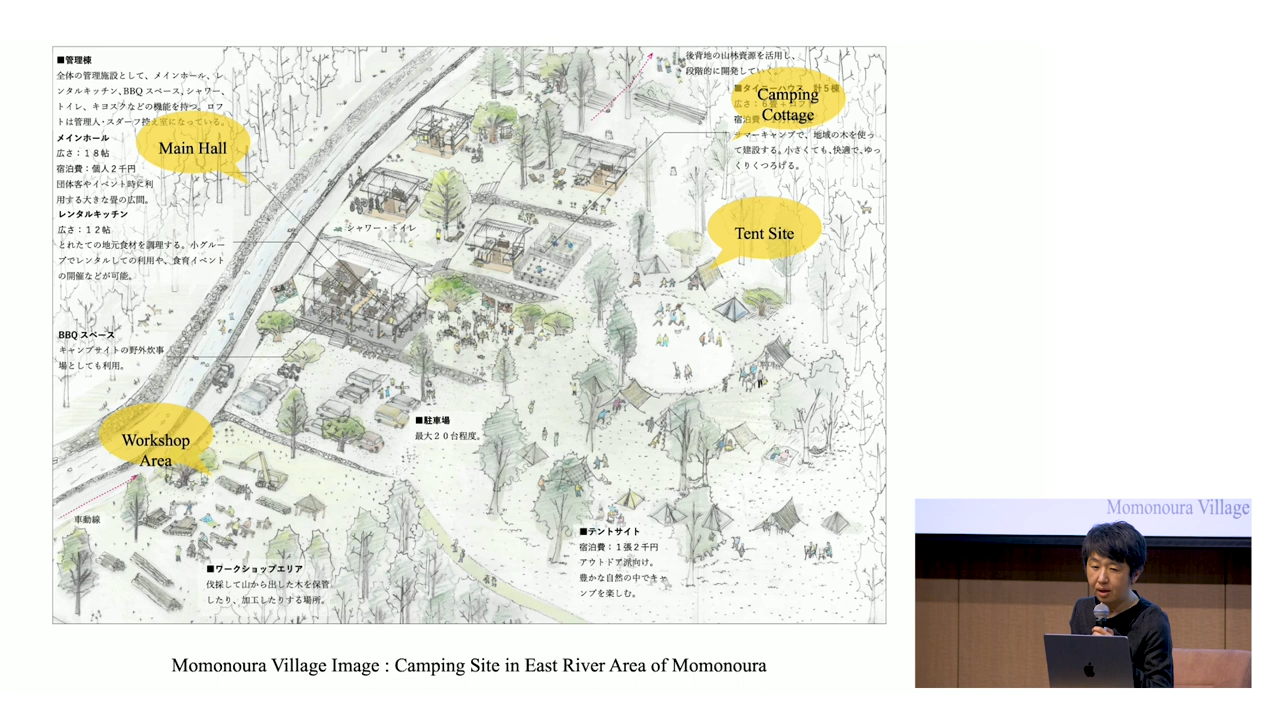 ■管理棟
全体の管理施設として、メインホール、レ
ンタルキッチン、BBQスペース、シャワー、
トイレ、キヨスクなどの機能を持つ。ロフ
トは管理人・スタッフ控え室になっている。
Main Hall
メインホール
広さ：１８帖
宿泊費：個人２千円
団体客やイベント時に利
用する大きな畳の広間。
レンタルキッチン
広さ：１２帖
とれたての地元食材を調理する。小グルー
プでレンタルしての利用や、食育イベント
の開催などが可能。
シャワー・トイレ
BBQスペース
キャンプサイトの野外炊事
場としても利用。
後背地の山林資源を活用し、
段階的に開発していく。
■タイニーハウス　計５棟
広さ：６畳＋ロフト
宿泊
Camping
Cottage
サマーキャンプで、地域の木を使っ
て建設する。小さくても、快適で、ゆっ
くりくつろげる。
Tent Site
■駐車場
最大２０台程度。
Workshop
Area
車動線
■ワークショップエリア
伐採して山から出した木を保管
したり、加工したりする場所。
■テントサイト
宿泊費：１張２千円
アウトドア派向け。
豊かな自然の中でキャ
ンプを楽しむ。
Momonoura Village Image : Camping Site in East River Area of Momonoura
Momonoura Village